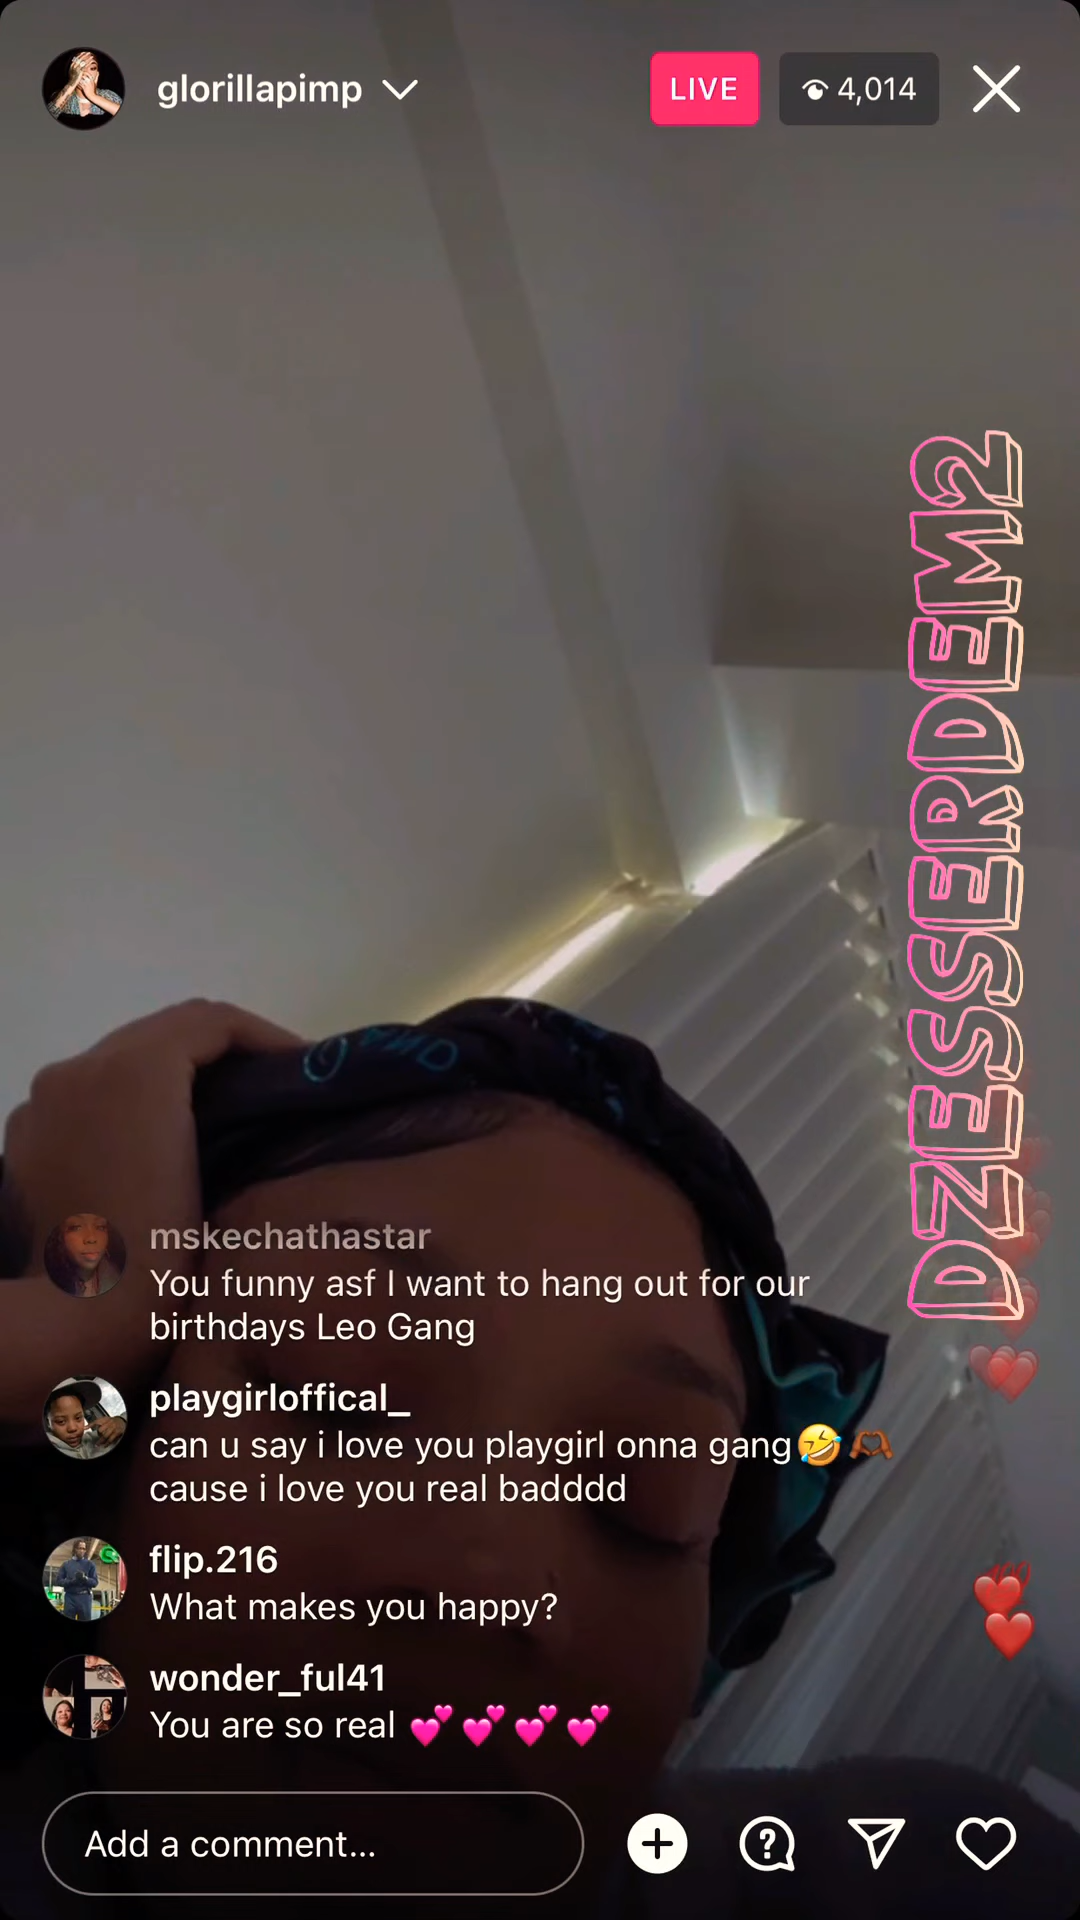 glorillapimp
LIVE
4,014
DZESSERDEM2
mskechathastar
You funny asf I want to hang out for our
birthdays Leo Gang
playgirloffical_
can u say i love you playgirl onna gang🤣🫶🏾
cause i love you real badddd
flip.216
What makes you happy?
wonder_ful41
You are so real 💕💕💕💕
Add a comment...